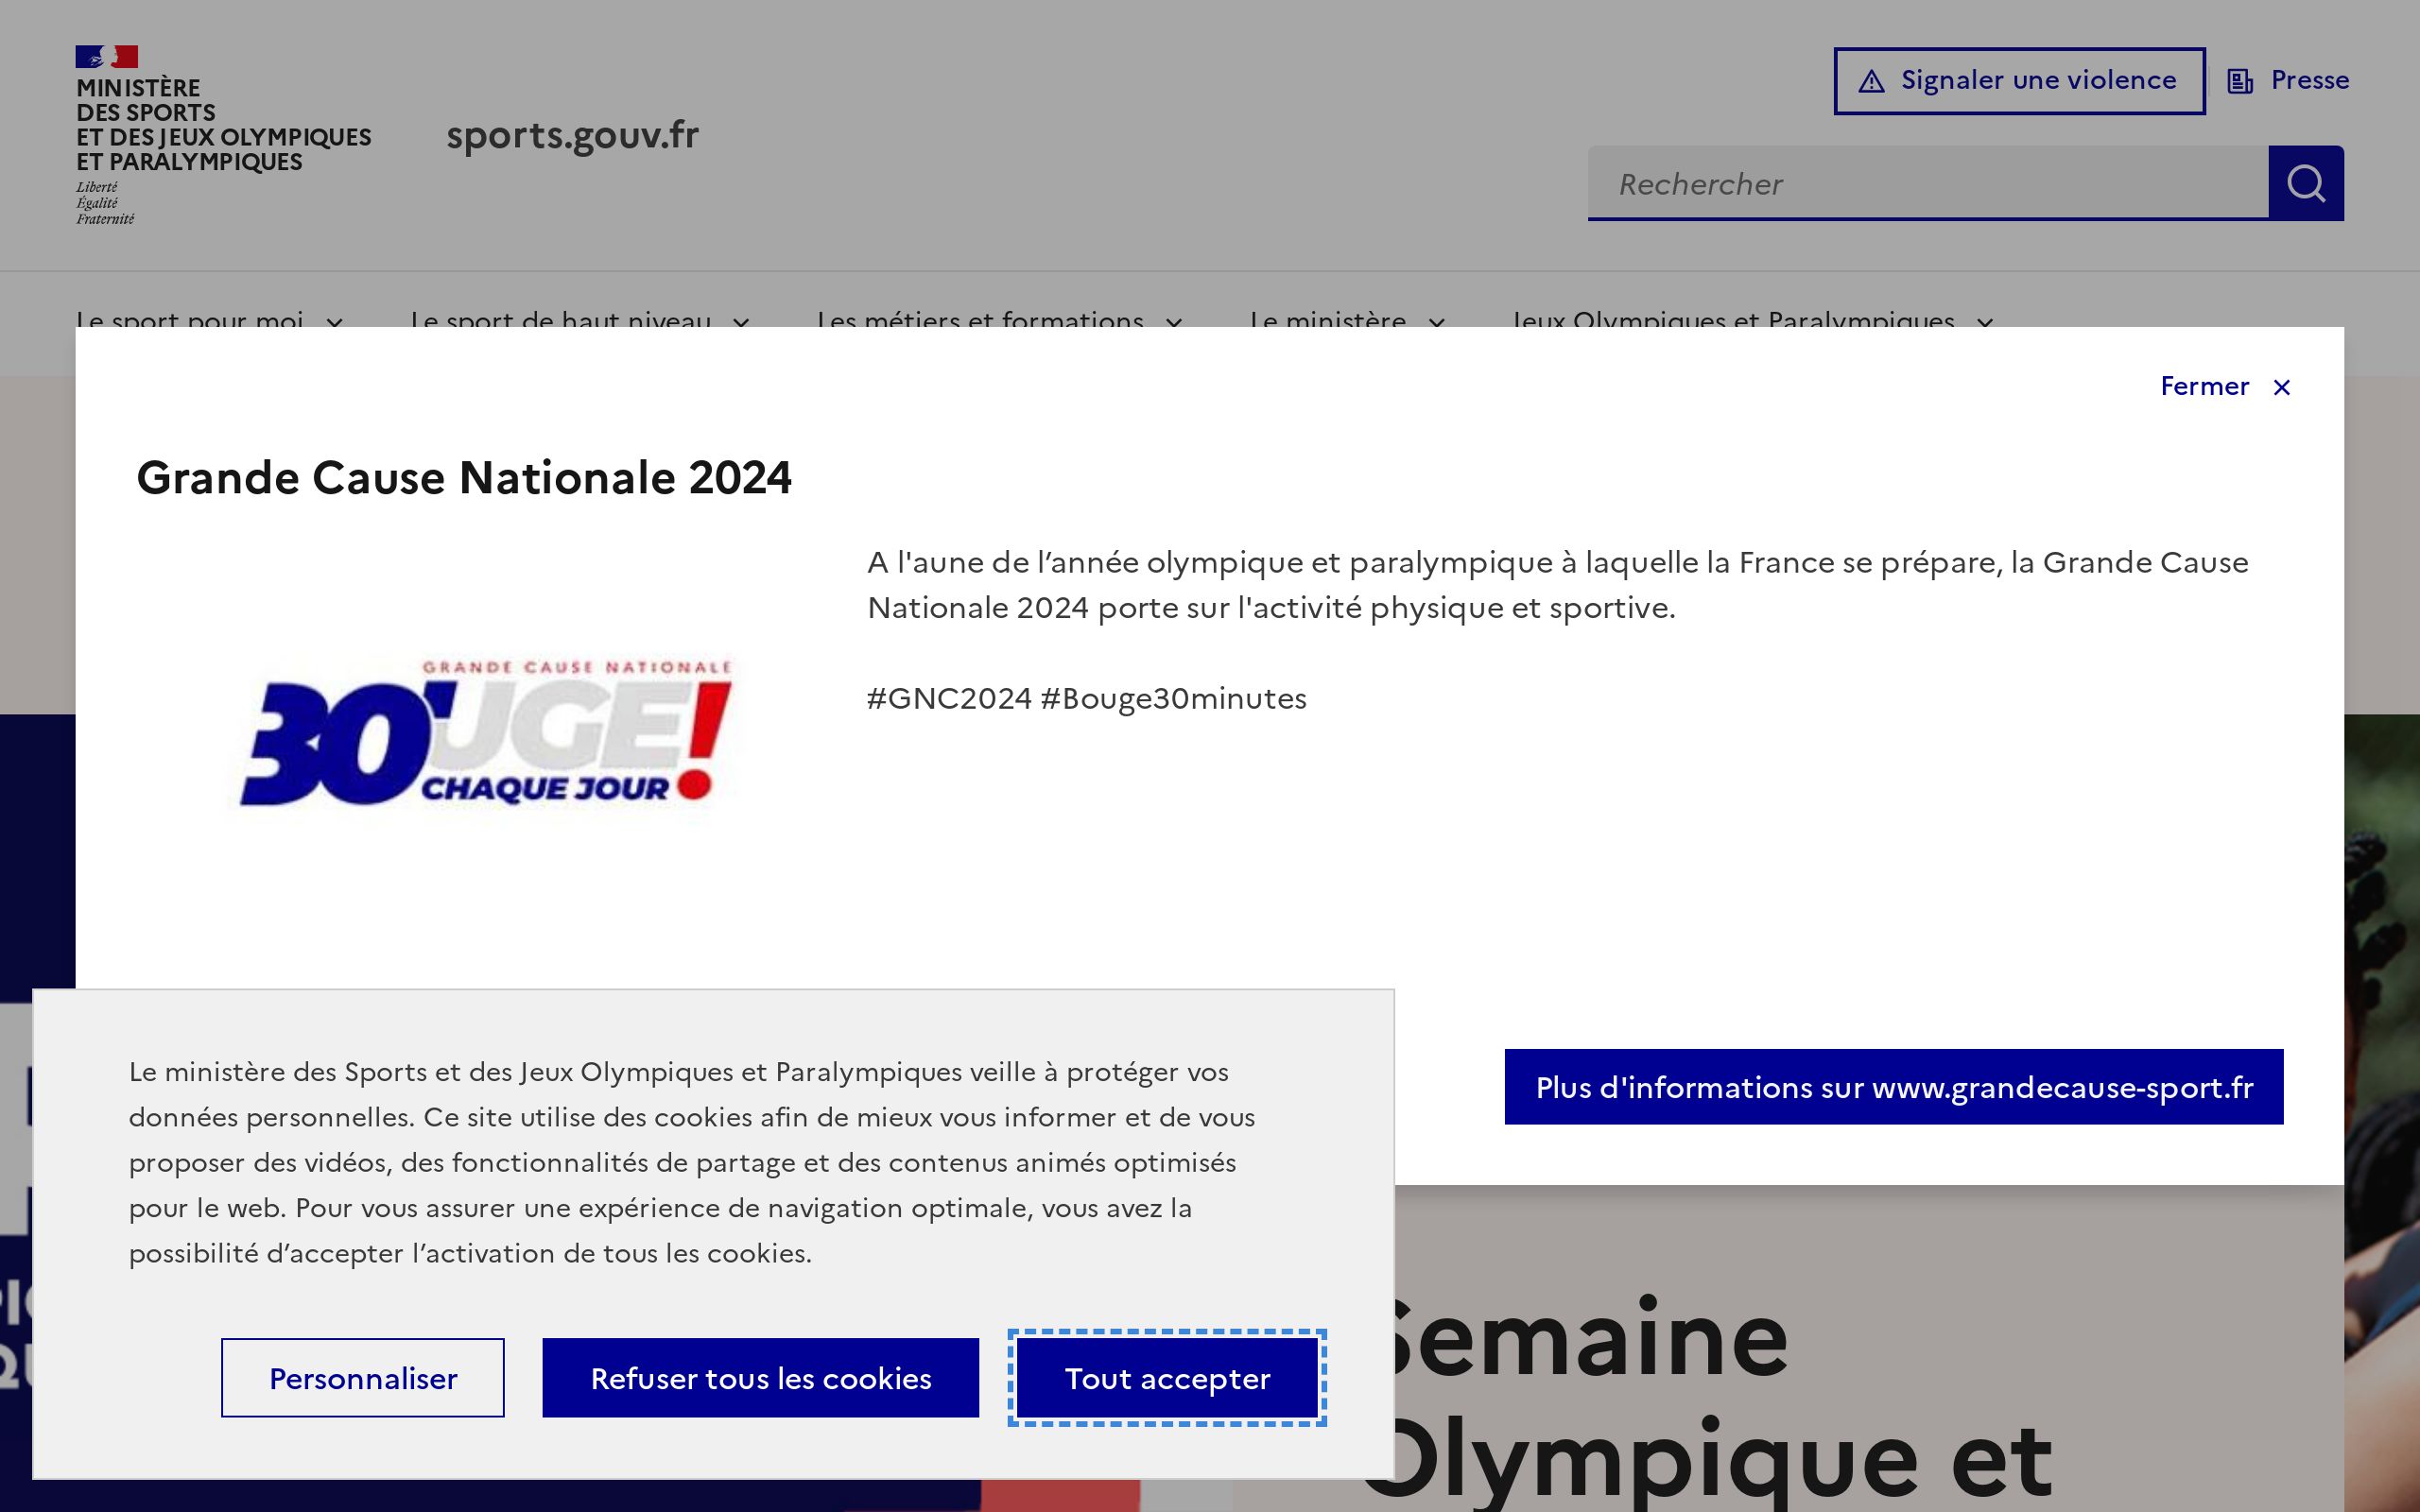 MINISTÈRE
DES SPORTS
ET DES JEUX OLYMPIQUES
ET PARALYMPIQUES
Liberté
Égalité
Fraternité
sports.gouv.fr
Signaler une violence
Presse
Rechercher
Le sport pour moi
Le sport de haut niveau
Les métiers et formations
Le ministère
Jeux Olympiques et Paralympiques
Fermer
Grande Cause Nationale 2024
A l'aune de l’année olympique et paralympique à laquelle la France se prépare, la Grande Cause
Nationale 2024 porte sur l'activité physique et sportive.
#GNC2024 #Bouge30minutes
GRANDE CAUSE NATIONALE
30'UGE!
CHAQUE JOUR
Plus d'informations sur www.grandecause-sport.fr
Le ministère des Sports et des Jeux Olympiques et Paralympiques veille à protéger vos
données personnelles. Ce site utilise des cookies afin de mieux vous informer et de vous
proposer des vidéos, des fonctionnalités de partage et des contenus animés optimisés
pour le web. Pour vous assurer une expérience de navigation optimale, vous avez la
possibilité d’accepter l’activation de tous les cookies.
Personnaliser
Refuser tous les cookies
Tout accepter
Semaine
Olympique et